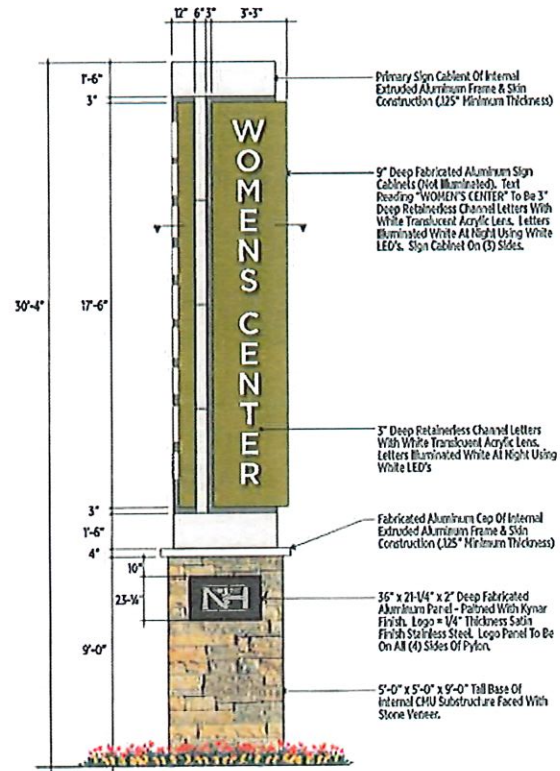 12" 6" 3" 3'-3"
1'-6"
3"
30'-4"
17'-6"
3"
1'-6"
4"
10"
23-¼"
9'-0"
WOMENS CENTER
NH
Primary Sign Cabient Of Internal
Extruded Aluminum Frame & Skin
Construction (.125" Minimum Thickness)
9" Deep Fabricated Aluminum Sign
Cabinets (Not Illuminated). Text
Reading "WOMEN'S CENTER" To Be 3"
Deep Retainerless Channel Letters With
White Translucent Acrylic Lens. Letters
Illuminated White At Night Using White
LED's. Sign Cabinet On (3) Sides.
3" Deep Retainerless Channel Letters
With White Translucent Acrylic Lens.
Letters Illuminated White At Night Using
White LED's
Fabricated Aluminum Cap Of Internal
Extruded Aluminum Frame & Skin
Construction (.125" Minimum Thickness)
36" x 21-1/4" x 2" Deep Fabricated
Aluminum Panel - Paitned With Kynar
Finish. Logo = 1/4" Thickness Satin
Finish Stainless Steel. Logo Panel To Be
On All (4) Sides Of Pylon.
5'-0" x 5'-0" x 9'-0" Tall Base Of
Internal CMU Substructure Faced With
Stone Veneer.